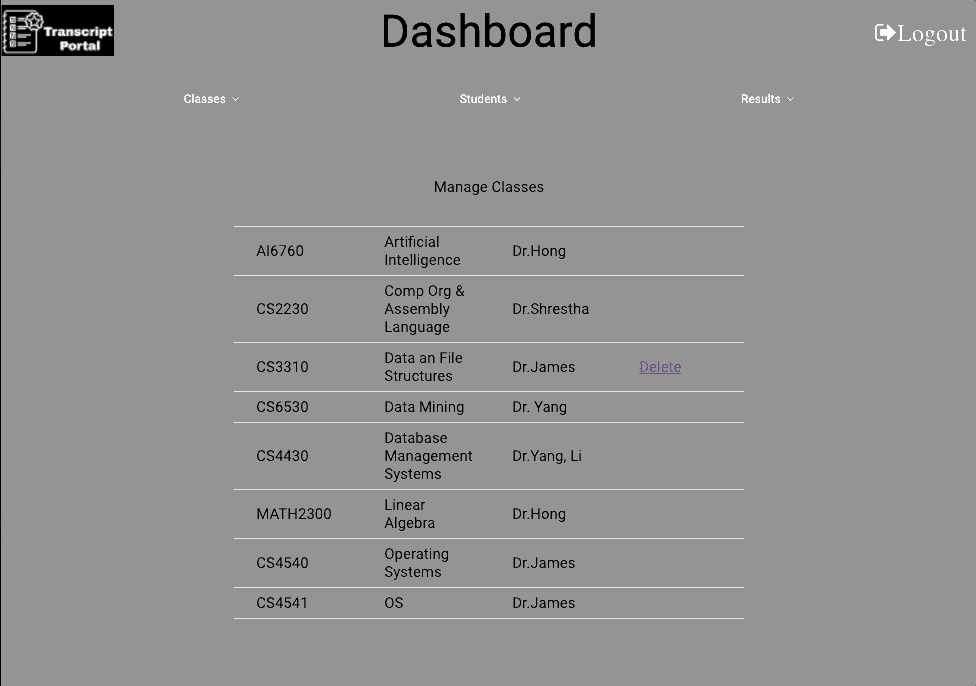 Transcript
Portal
Dashboard
Logout
Classes
Students
Results
Manage Classes
AI6760
Artificial
Intelligence
Dr.Hong
CS2230
Comp Org &
Assembly
Language
Dr.Shrestha
CS3310
Data an File
Structures
Dr.James
Delete
CS6530
Data Mining
Dr. Yang
CS4430
Database
Management
Systems
Dr.Yang, Li
MATH2300
Linear
Algebra
Dr.Hong
CS4540
Operating
Systems
Dr.James
CS4541
OS
Dr.James